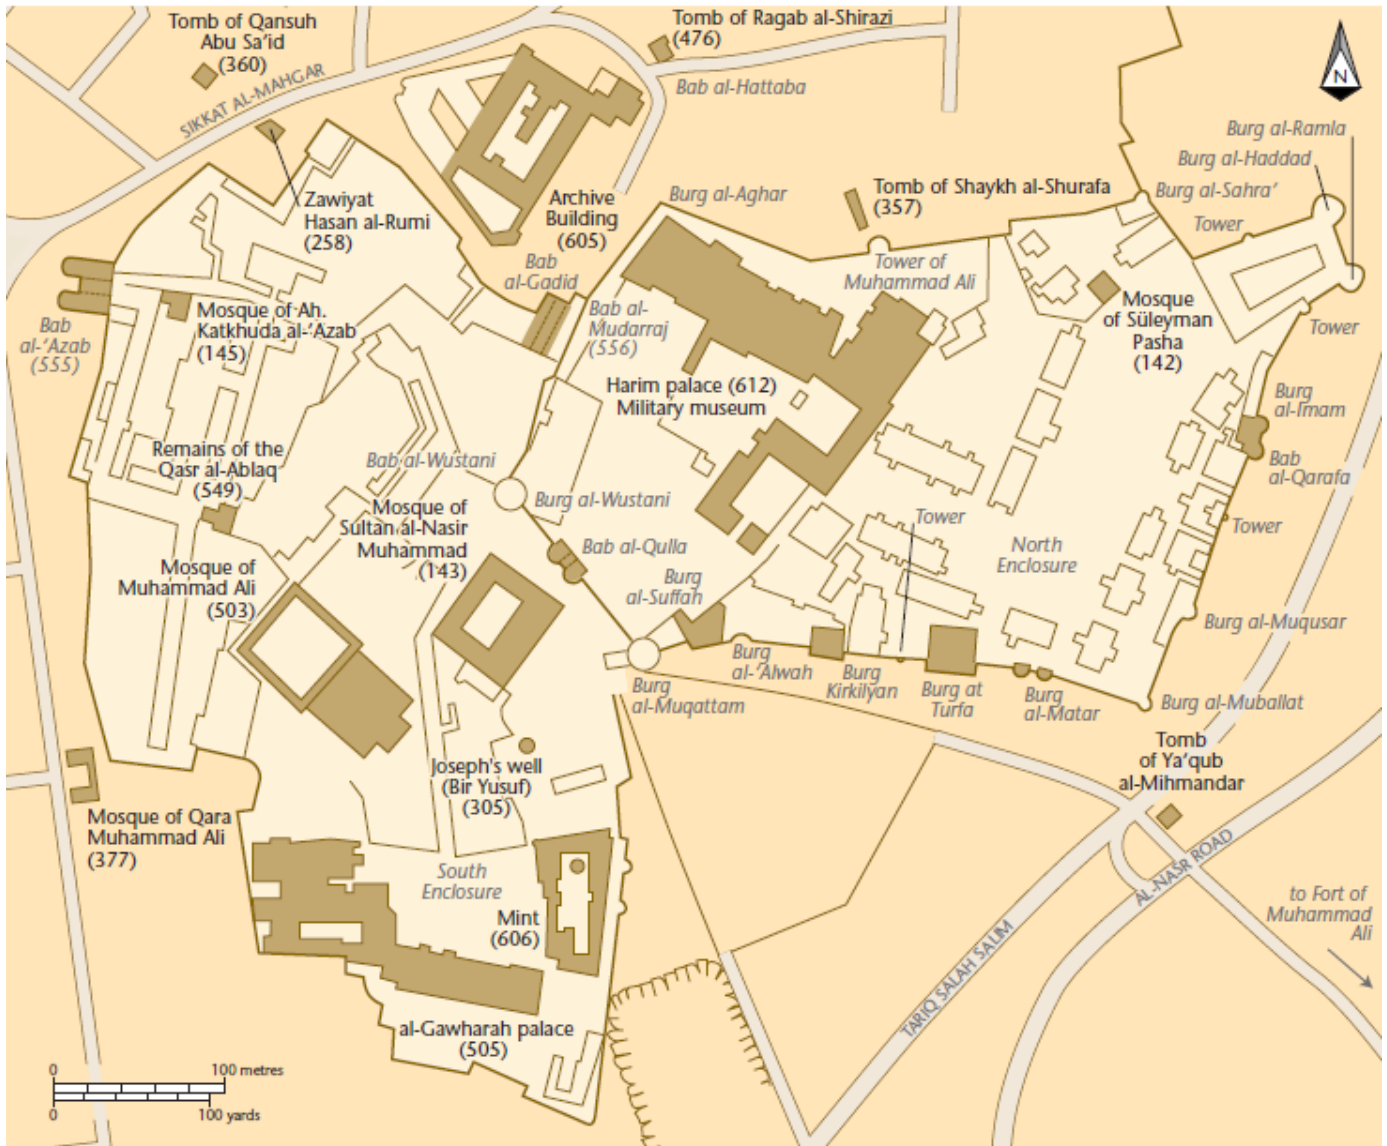 Tomb of Qansuh
Abu Sa'id
(360)
Tomb of Ragab al-Shirazi
(476)
SIKKAT AL-MAHGAR
Bab al-Hattaba
N
Burg al-Ramla
Burg al-Haddad
Burg al-Sahra'
Tower
Zawiyat
Hasan al-Rumi
(258)
Archive
Building
(605)
Burg al-Aghar
Tomb of Shaykh al-Shurafa
(357)
Bab
al-Gadid
Bab al-
Mudarraj
(556)
Tower of
Muhammad Ali
Mosque
of Süleyman
Pasha
(142)
Tower
Bab
al-'Azab
(555)
Mosque of Ah.
Katkhuda al-'Azab
(145)
Harim palace (612)
Military museum
Burg
al-Imam
Bab
al-Qarafa
Remains of the
Qasr al-Ablaq
(549)
Bab al-Wustani
Burg al-Wustani
Mosque of
Sultan al-Nasir
Muhammad
(143)
Tower
Tower
North
Enclosure
Bab al-Qulla
Mosque of
Muhammad Ali
(503)
Burg
al-Suffah
Burg al-Muqusar
Burg
al-Muqattam
Burg
al-'Alwah
Burg
Kirkilyan
Burg at
Turfa
Burg
al-Matar
Burg al-Muballat
Tomb
of Ya'qub
al-Mihmandar
Joseph's well
(Bir Yusuf)
(305)
Mosque of Qara
Muhammad Ali
(377)
South
Enclosure
Mint
(606)
AL-NASR ROAD
to Fort of
Muhammad
Ali
TARIQ SALAH SALIM
al-Gawharah palace
(505)
0 100 metres
0 100 yards